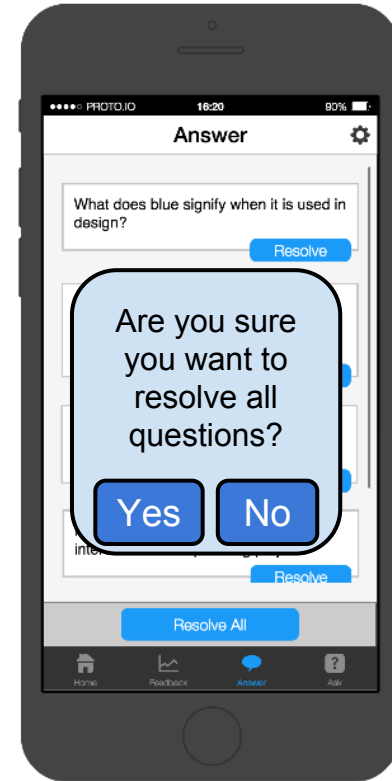 PROTO.IO 16:20 90%
Answer
What does blue signify when it is used in
design?
Resolve
Are you sure
you want to
resolve all
questions?
Yes No
Resolve
Resolve All
Home Feedback Answer Ask